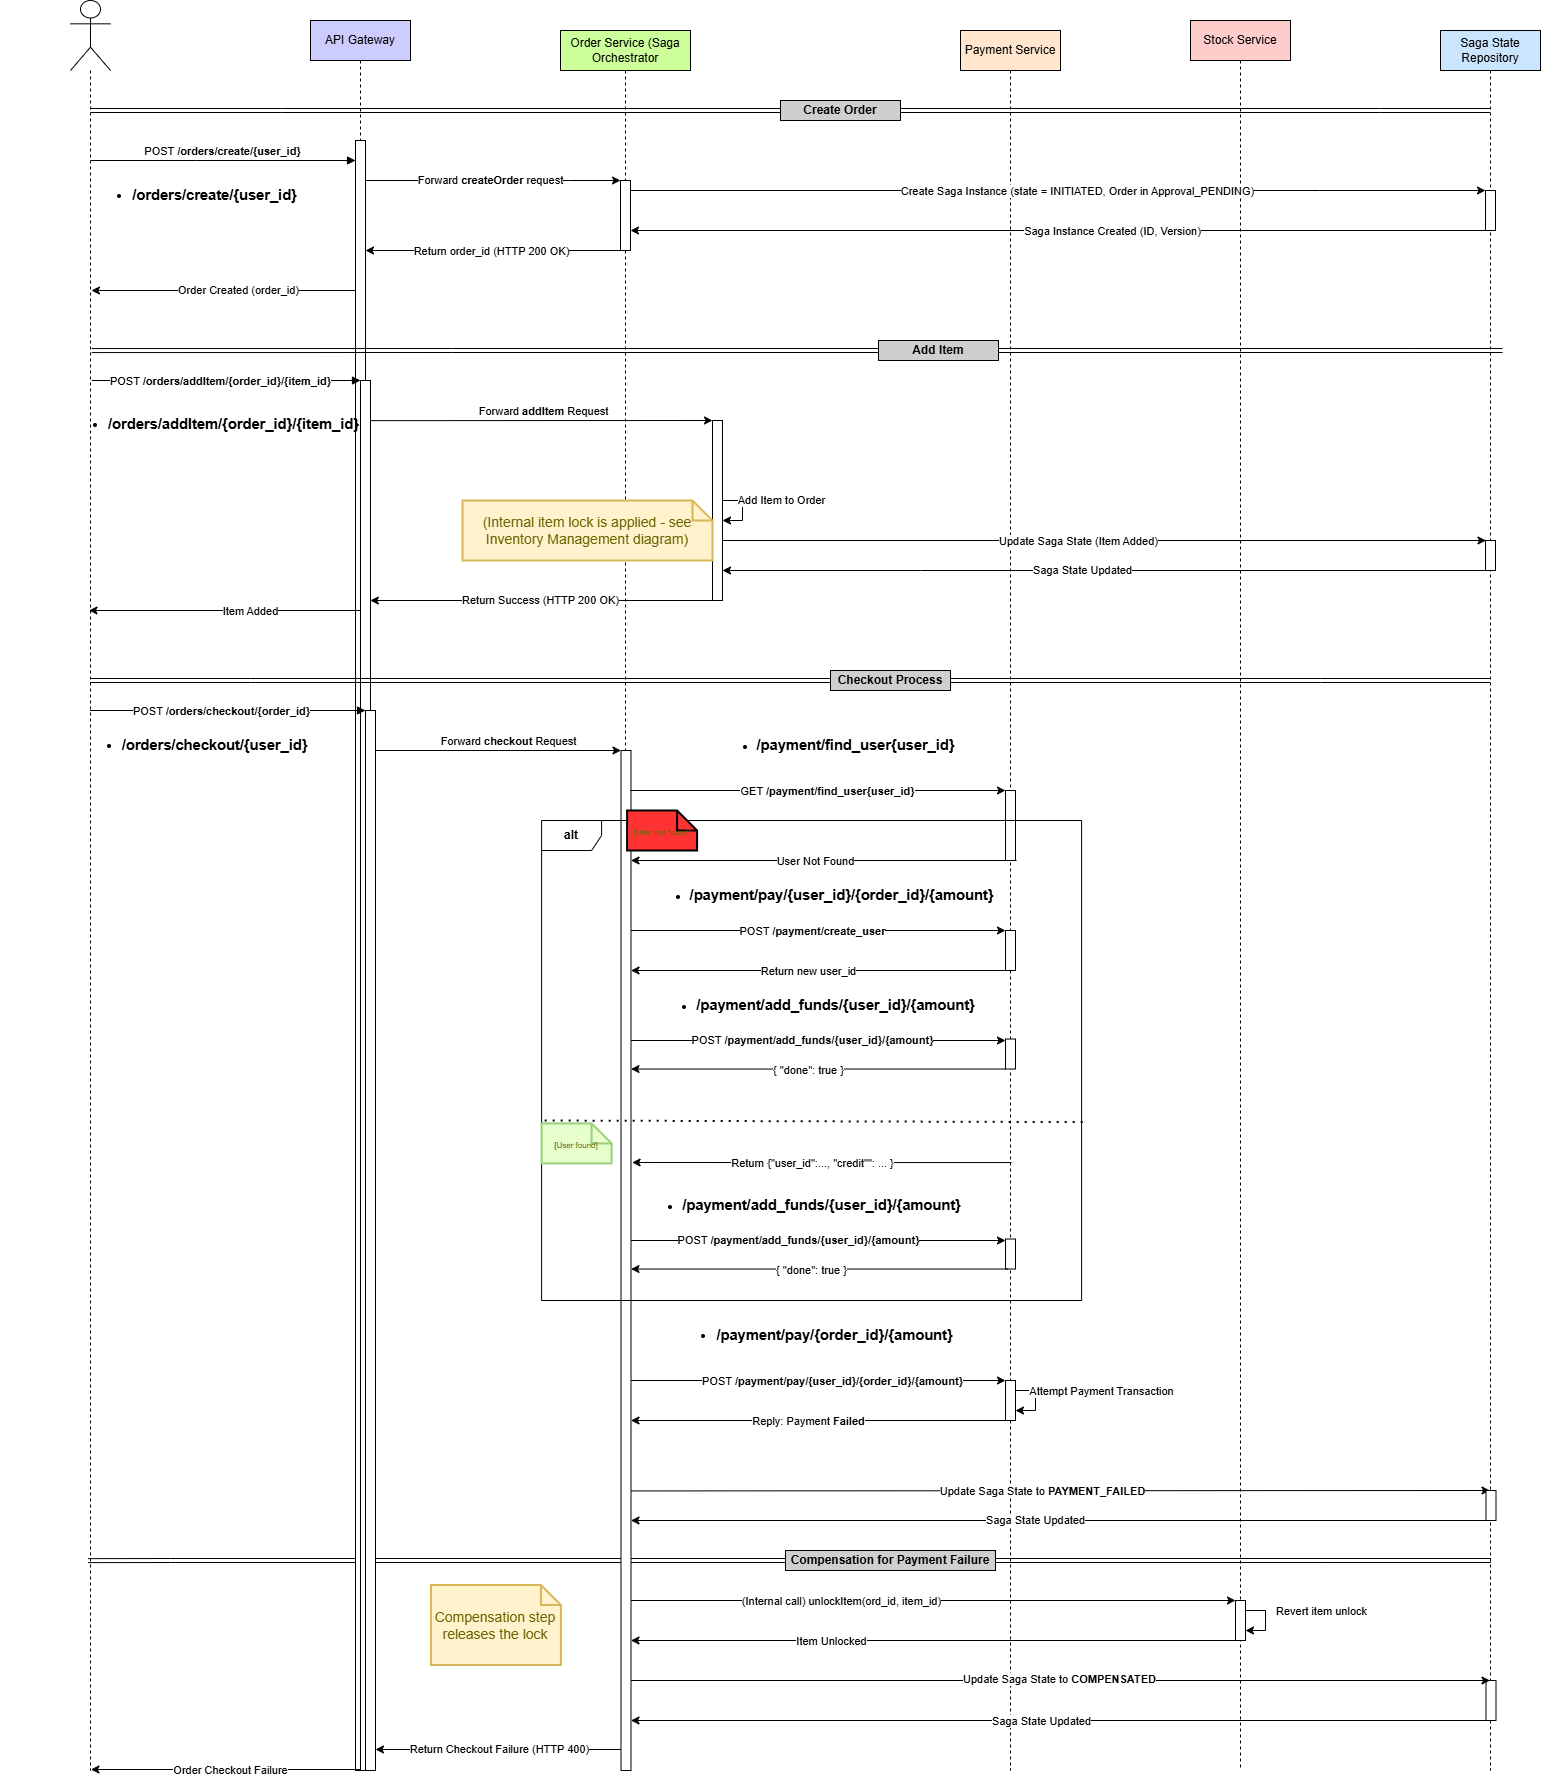 API Gateway
Order Service (Saga
Orchestrator
Payment Service
Stock Service
Saga State
Repository
Create Order
POST /orders/create/{user_id}
• /orders/create/{user_id}
Forward createOrder request
Create Saga Instance (state = INITIATED, Order in Approval_PENDING)
Saga Instance Created (ID, Version)
Return order_id (HTTP 200 OK)
Order Created (order_id)
Add Item
POST /orders/addItem/{order_id}/{item_id}
• /orders/addItem/{order_id}/{item_id}
Forward addItem Request
Add Item to Order
(Internal item lock is applied - see
Inventory Management diagram)
Update Saga State (Item Added)
Saga State Updated
Return Success (HTTP 200 OK)
Item Added
Checkout Process
POST /orders/checkout/{order_id}
• /orders/checkout/{user_id}
Forward checkout Request
• /payment/find_user{user_id}
GET /payment/find_user{user_id}
alt
[User not found]
User Not Found
• /payment/pay/{user_id}/{order_id}/{amount}
POST /payment/create_user
Return new user_id
• /payment/add_funds/{user_id}/{amount}
POST /payment/add_funds/{user_id}/{amount}
{ "done": true }
[User found]
Return {"user_id":..., "credit"": ... }
• /payment/add_funds/{user_id}/{amount}
POST /payment/add_funds/{user_id}/{amount}
{ "done": true }
• /payment/pay/{order_id}/{amount}
POST /payment/pay/{user_id}/{order_id}/{amount}
Attempt Payment Transaction
Reply: Payment Failed
Update Saga State to PAYMENT_FAILED
Saga State Updated
Compensation for Payment Failure
(Internal call) unlockItem(ord_id, item_id)
Revert item unlock
Compensation step
releases the lock
Item Unlocked
Update Saga State to COMPENSATED
Saga State Updated
Return Checkout Failure (HTTP 400)
Order Checkout Failure